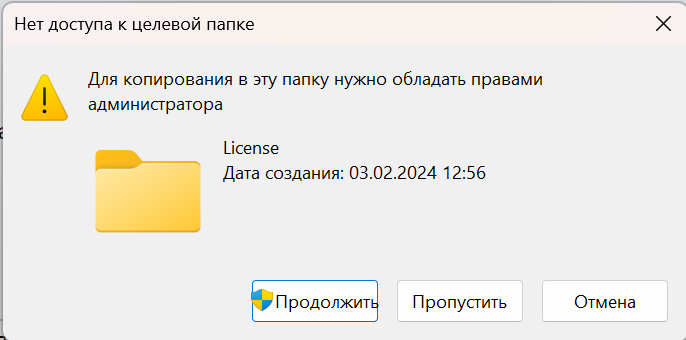 Нет доступа к целевой папке
Для копирования в эту папку нужно обладать правами
администратора
License
Дата создания: 03.02.2024 12:56
Продолжить
Пропустить
Отмена